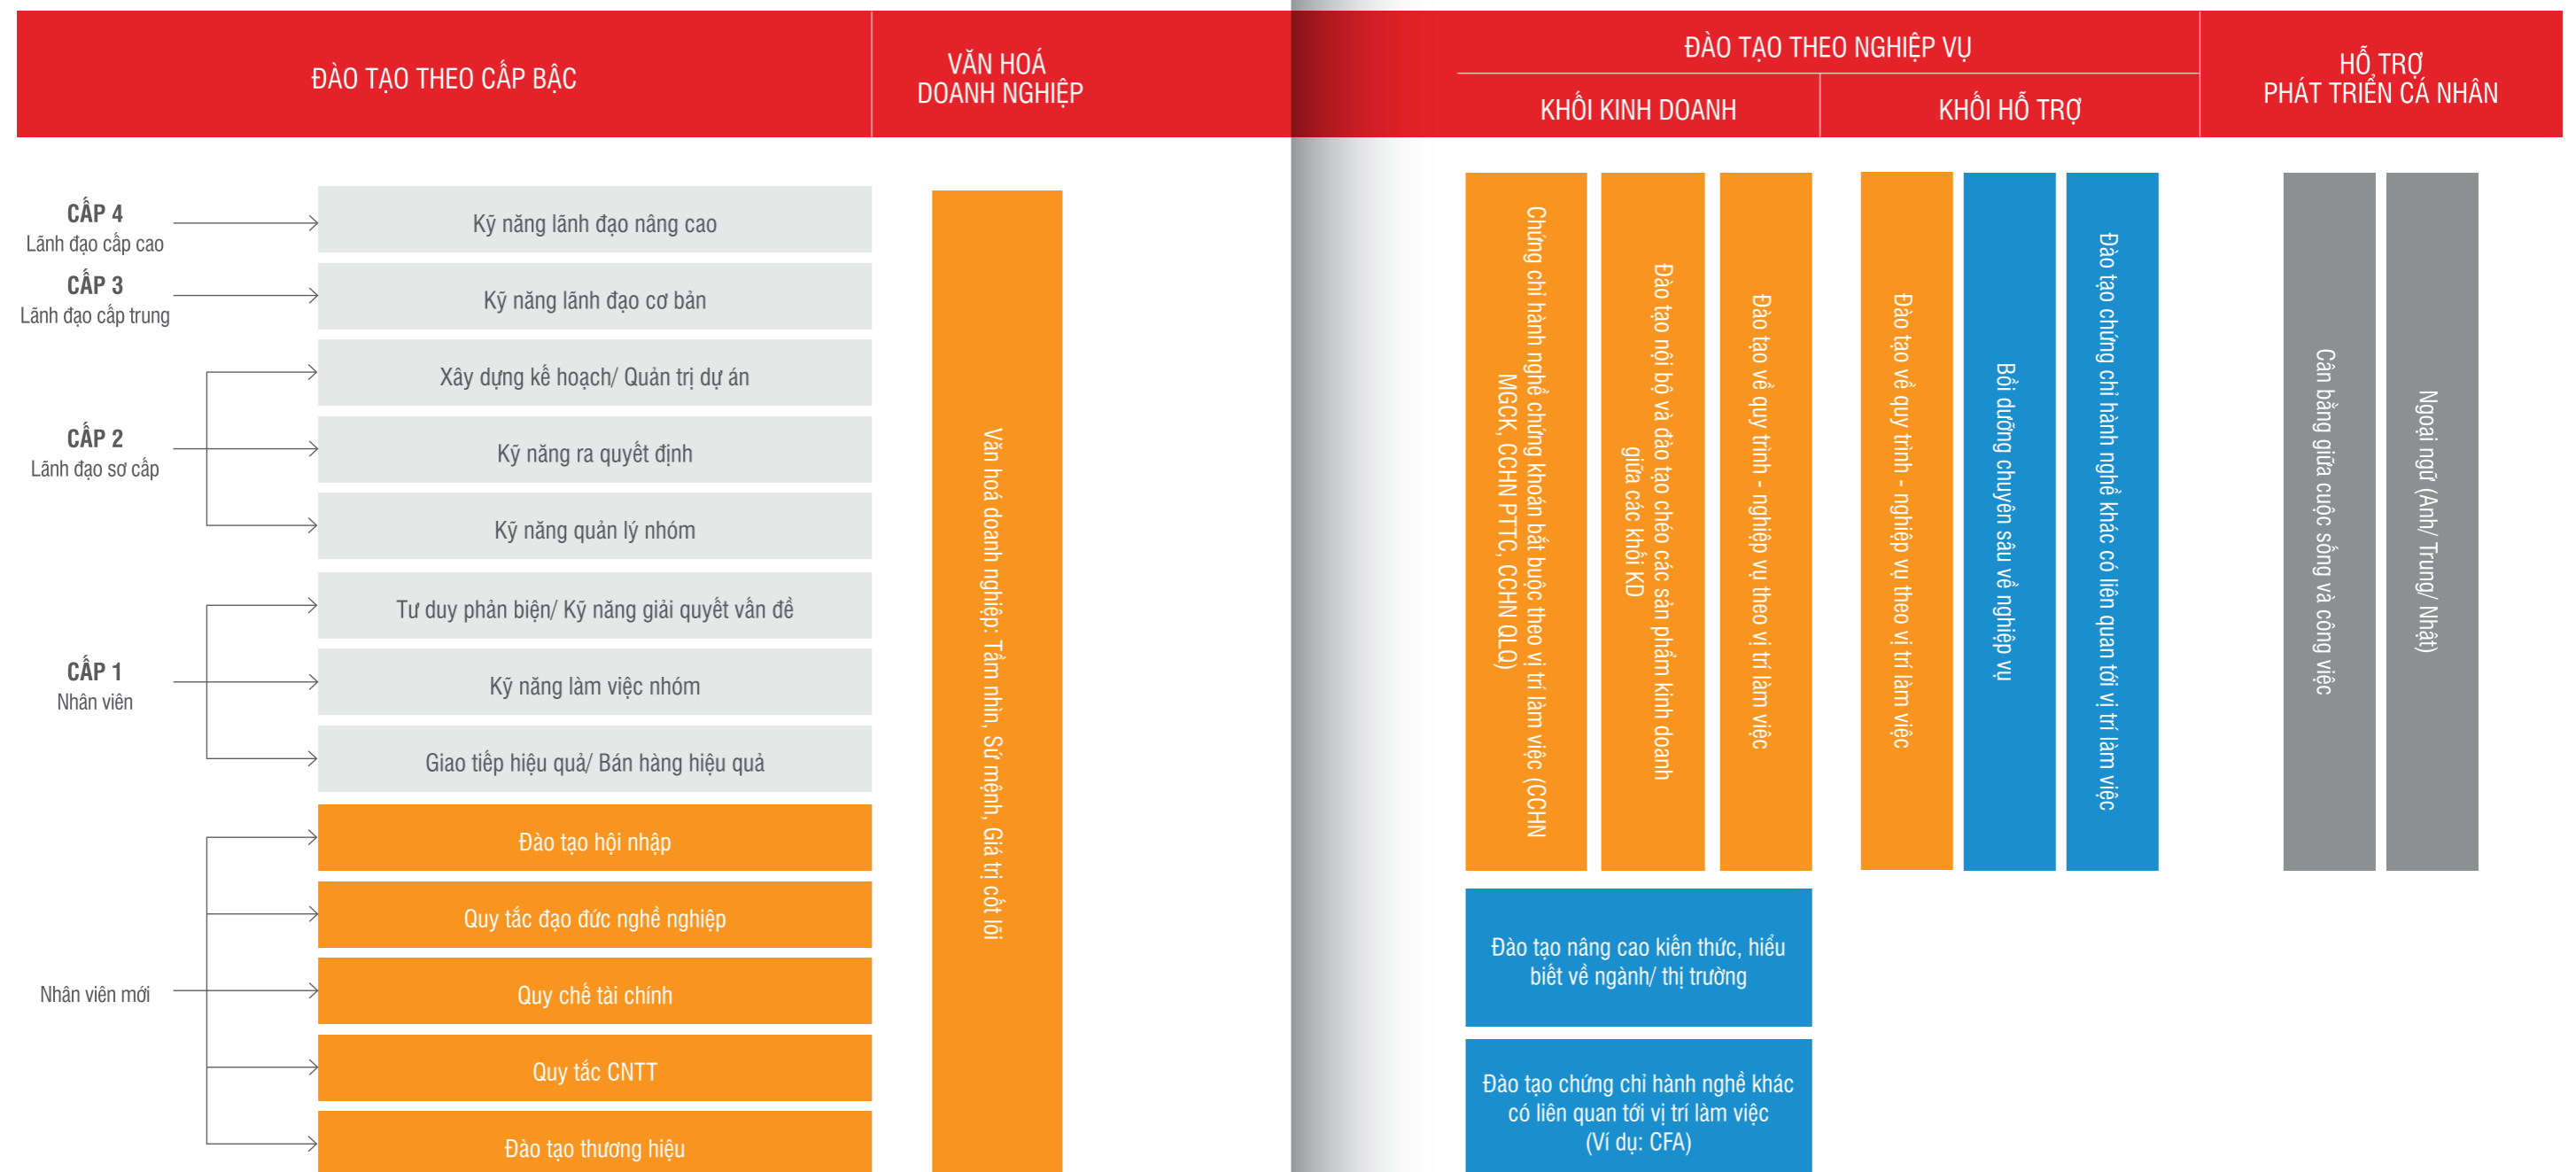 ĐÀO TẠO THEO CẤP BẬC
VĂN HOÁ
DOANH NGHIỆP
ĐÀO TẠO THEO NGHIỆP VỤ
KHỐI KINH DOANH
KHỐI HỖ TRỢ
HỖ TRỢ
PHÁT TRIỂN CÁ NHÂN
CẤP 4
Lãnh đạo cấp cao
Kỹ năng lãnh đạo nâng cao
CẤP 3
Lãnh đạo cấp trung
Kỹ năng lãnh đạo cơ bản
CẤP 2
Lãnh đạo sơ cấp
Xây dựng kế hoạch/ Quản trị dự án
Kỹ năng ra quyết định
Kỹ năng quản lý nhóm
CẤP 1
Nhân viên
Tư duy phản biện/ Kỹ năng giải quyết vấn đề
Kỹ năng làm việc nhóm
Giao tiếp hiệu quả/ Bán hàng hiệu quả
Nhân viên mới
Đào tạo hội nhập
Quy tắc đạo đức nghề nghiệp
Quy chế tài chính
Quy tắc CNTT
Đào tạo thương hiệu
Văn hoá doanh nghiệp: Tầm nhìn, Sứ mệnh, Giá trị cốt lõi
Chứng chỉ hành nghề chứng khoán bắt buộc theo vị trí làm việc (CCHN
MGCK, CCHN PTTC, CCHN QLQ)
Đào tạo nội bộ và đào tạo chéo các sản phẩm kinh doanh
giữa các khối KD
Đào tạo về quy trình - nghiệp vụ theo vị trí làm việc
Đào tạo về quy trình - nghiệp vụ theo vị trí làm việc
Bồi dưỡng chuyên sâu về nghiệp vụ
Đào tạo chứng chỉ hành nghề khác có liên quan tới vị trí làm việc
Cân bằng giữa cuộc sống và công việc
Ngoại ngữ (Anh/ Trung/ Nhật)
Đào tạo nâng cao kiến thức, hiểu
biết về ngành/ thị trường
Đào tạo chứng chỉ hành nghề khác
có liên quan tới vị trí làm việc
(Ví dụ: CFA)